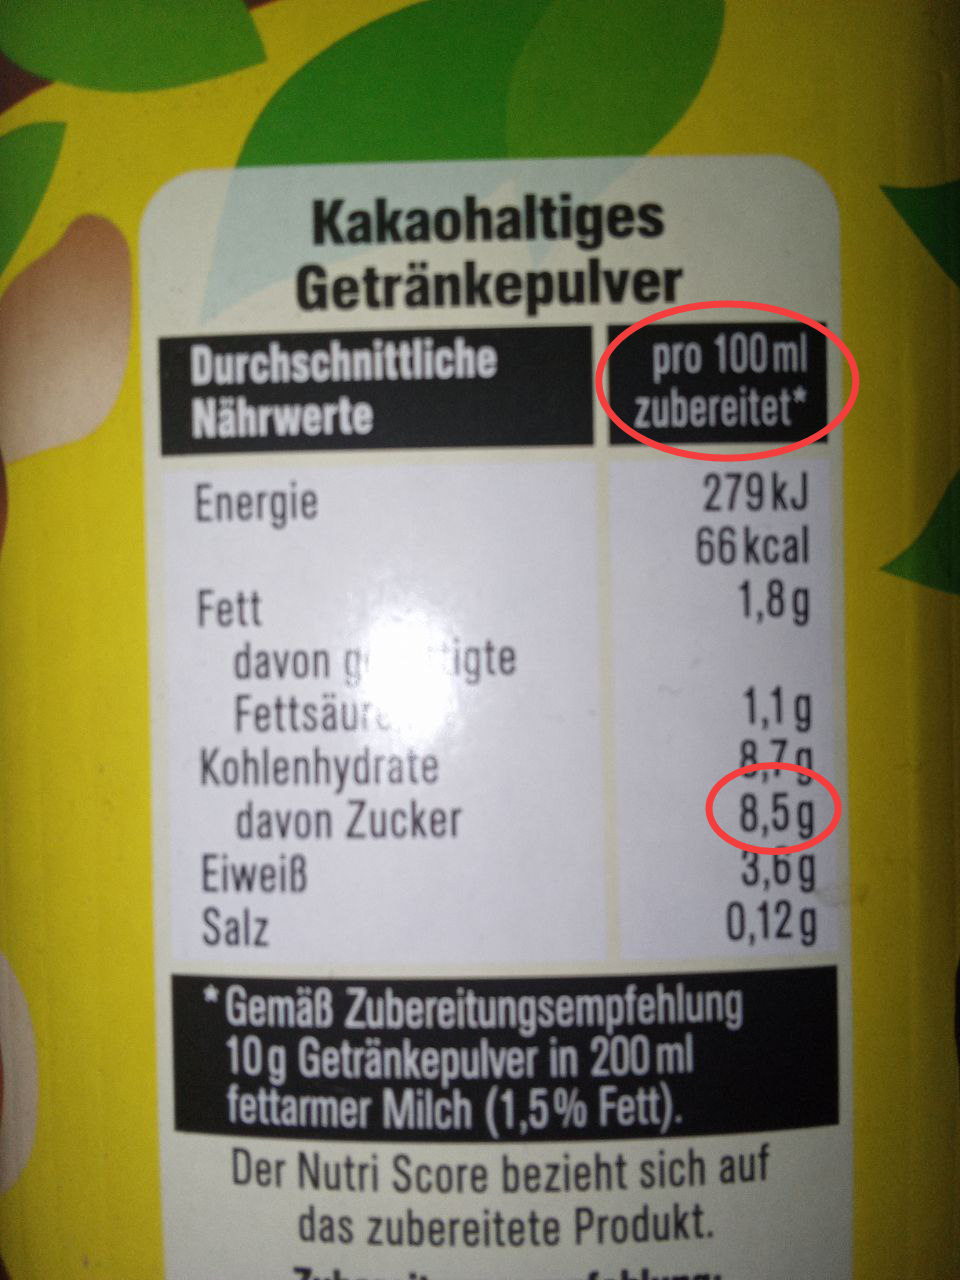 Kakaohaltiges
Getränkepulver
Durchschnittliche
Nährwerte
pro 100 ml
zubereitet*
Energie 279 kJ
66 kcal
Fett 1,8 g
davon
Fettsäuren 1,1 g
Kohlenhydrate 8,7 g
davon Zucker 8,5 g
Eiweiß 3,6 g
Salz 0,12 g
*Gemäß Zubereitungsempfehlung
10 g Getränkepulver in 200 ml
fettarmer Milch (1,5% Fett).
Der Nutri Score bezieht sich auf
das zubereitete Produkt.